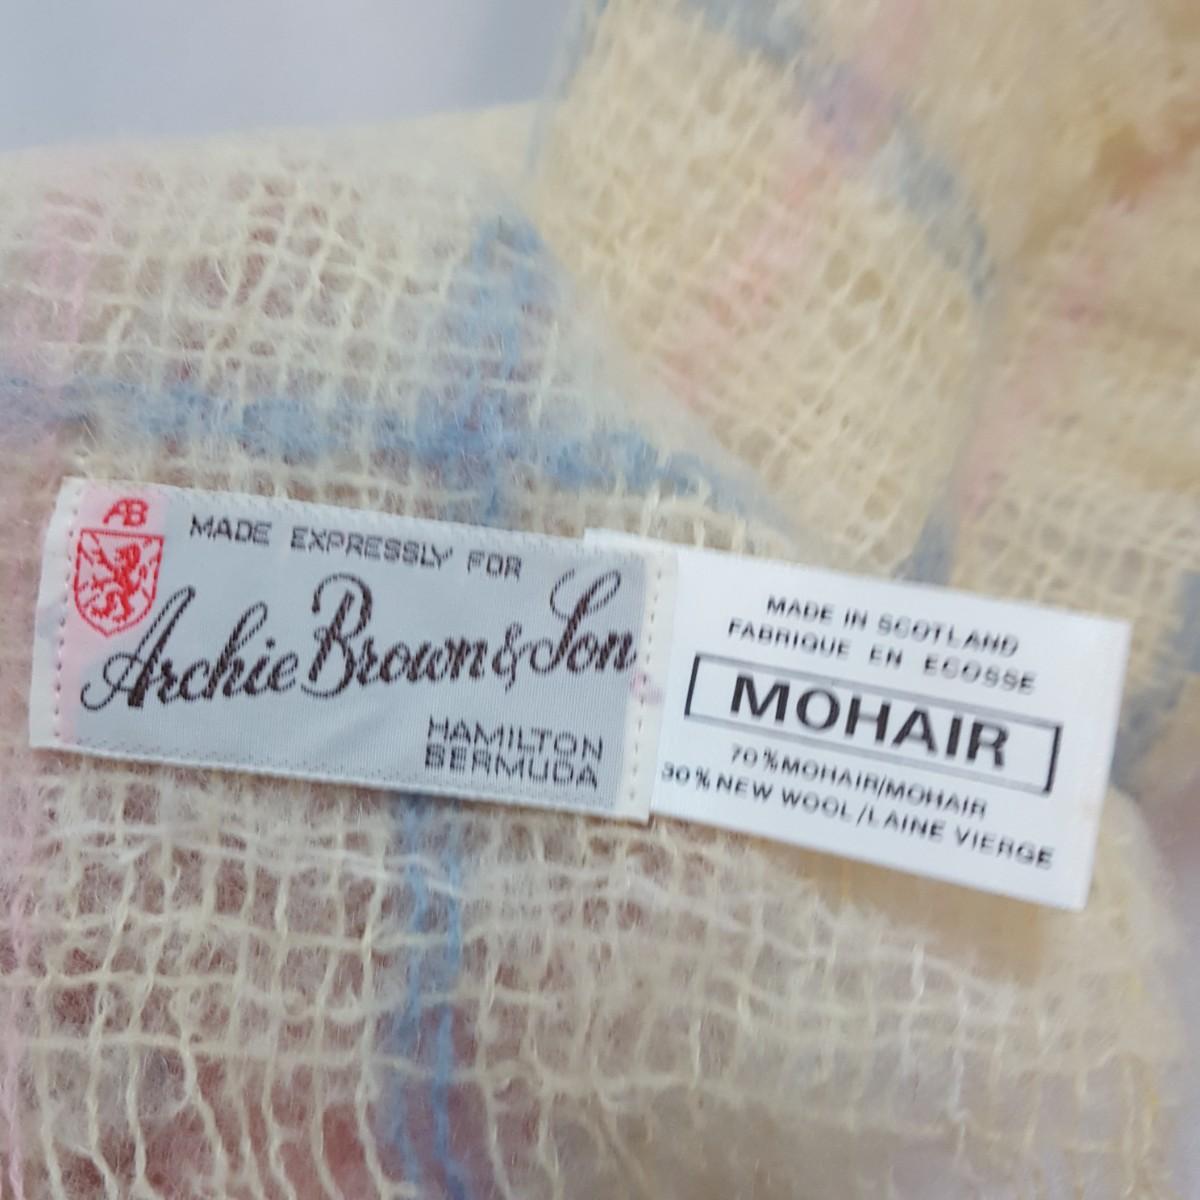 AB
MADE EXPRESSLY FOR
Archie Brown & Son
HAMILTON
BERMUDA
MADE IN SCOTLAND
FABRIQUE EN ECOSSE
MOHAIR
70%MOHAIR/MOHAIR
30%NEW WOOL/LAINE VIERGE